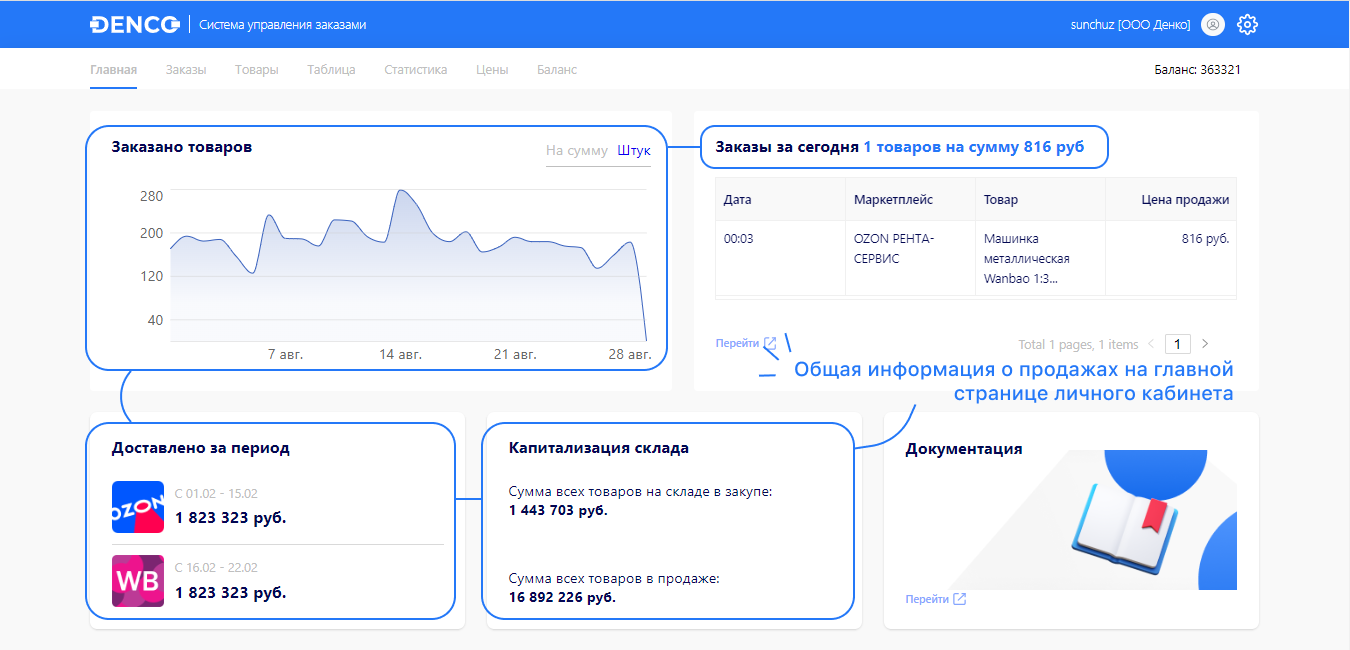 DENCO Система управления заказами
sunchuz [ООО Денко]
Главная Заказы Товары Таблица Статистика Цены Баланс
Баланс: 363321
Заказано товаров
На сумму Штук
280
200
120
40
7 авг. 14 авг. 21 авг. 28 авг.
Заказы за сегодня 1 товаров на сумму 816 руб
Дата Маркетплейс Товар Цена продажи
00:03 OZON РЕНТА- Машинка 816 руб.
СЕРВИС металлическая
Wanbao 1:3...
Перейти
Total 1 pages, 1 items 1
Общая информация о продажах на главной
странице личного кабинета
Доставлено за период
OZON
С 01.02 - 15.02
1 823 323 руб.
WB
С 16.02 - 22.02
1 823 323 руб.
Капитализация склада
Сумма всех товаров на складе в закупе:
1 443 703 руб.
Сумма всех товаров в продаже:
16 892 226 руб.
Документация
Перейти